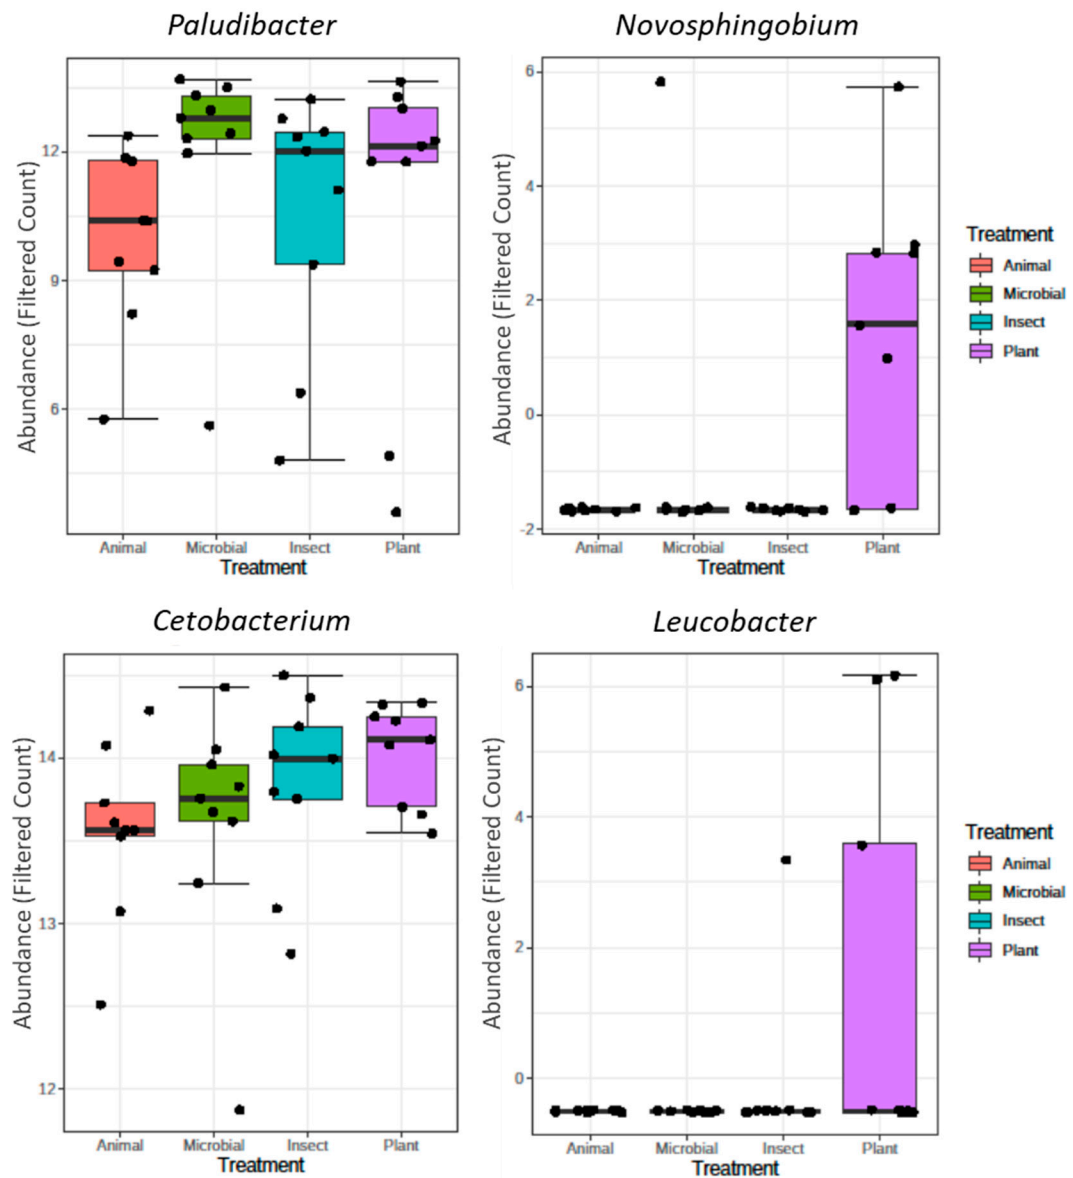 Paludibacter
Abundance (Filtered Count)
12
9
6
Animal Microbial Insect Plant
Treatment
Novosphingobium
Abundance (Filtered Count)
6
4
2
0
-2
Animal Microbial Insect Plant
Treatment
Treatment
Animal
Microbial
Insect
Plant
Cetobacterium
Abundance (Filtered Count)
14
13
12
Animal Microbial Insect Plant
Treatment
Leucobacter
Abundance (Filtered Count)
6
4
2
0
Animal Microbial Insect Plant
Treatment
Treatment
Animal
Microbial
Insect
Plant